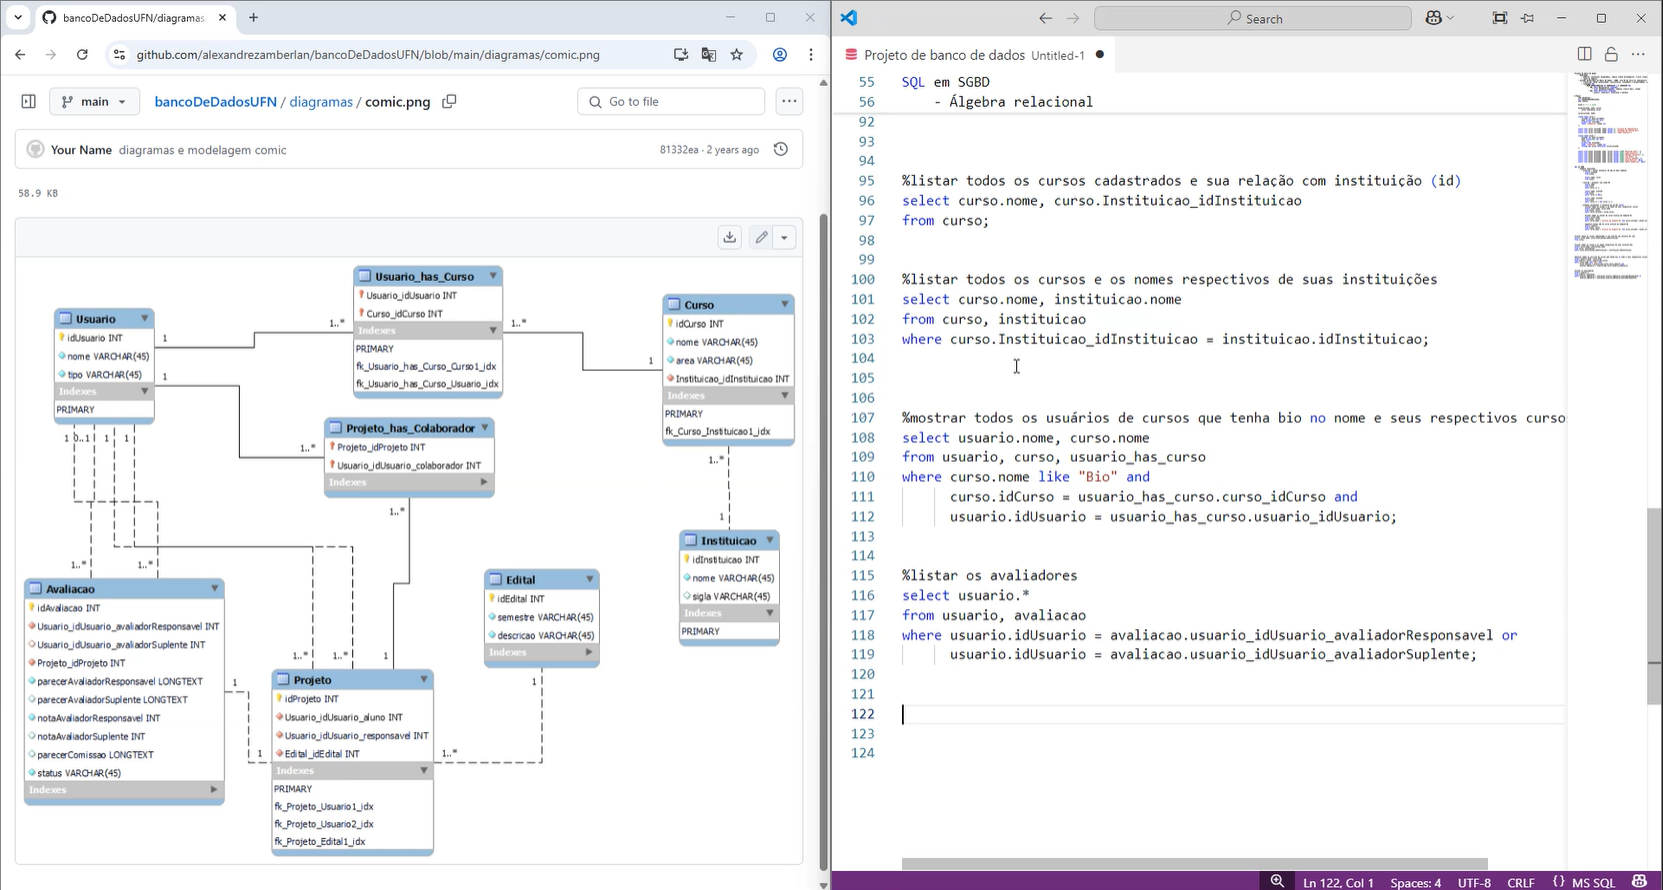 bancoDeDadosUFN/diagramas/
github.com/alexandrezamberlan/bancoDeDadosUFN/blob/main/diagramas/comic.png
main
bancoDeDadosUFN / diagramas / comic.png
Go to file
Your Name diagramas e modelagem comic
81332ea · 2 years ago
58.9 KB
Usuario
idUsuario INT
nome VARCHAR(45)
tipo VARCHAR(45)
Indexes
PRIMARY
1
1
1
0..1
1
1
Usuario_has_Curso
Usuario_idUsuario INT
Curso_idCurso INT
Indexes
PRIMARY
fk_Usuario_has_Curso_Curso1_idx
fk_Usuario_has_Curso_Usuario_idx
1..*
1..*
Curso
idCurso INT
nome VARCHAR(45)
area VARCHAR(45)
Instituicao_idInstituicao INT
Indexes
PRIMARY
fk_Curso_Instituicao1_idx
1
1..*
Projeto_has_Colaborador
Projeto_idProjeto INT
Usuario_idUsuario_colaborador INT
Indexes
1..*
1..*
Instituicao
idInstituicao INT
nome VARCHAR(45)
sigla VARCHAR(45)
Indexes
PRIMARY
1
Avaliacao
idAvaliacao INT
Usuario_idUsuario_avaliadorResponsavel INT
Usuario_idUsuario_avaliadorSuplente INT
Projeto_idProjeto INT
parecerAvaliadorResponsavel LONGTEXT
parecerAvaliadorSuplente LONGTEXT
notaAvaliadorResponsavel INT
notaAvaliadorSuplente INT
parecerComissao LONGTEXT
status VARCHAR(45)
Indexes
1..*
1..*
1
Edital
idEdital INT
semestre VARCHAR(45)
descricao VARCHAR(45)
Indexes
1
Projeto
idProjeto INT
Usuario_idUsuario_aluno INT
Usuario_idUsuario_responsavel INT
Edital_idEdital INT
Indexes
PRIMARY
fk_Projeto_Usuario1_idx
fk_Projeto_Usuario2_idx
fk_Projeto_Edital1_idx
1..*
1..*
1
1
1..*
Search
Projeto de banco de dados Untitled-1
55 SQL em SGBD
56 - Álgebra relacional
92
93
94
95 %listar todos os cursos cadastrados e sua relação com instituição (id)
96 select curso.nome, curso.Instituicao_idInstituicao
97 from curso;
98
99
100 %listar todos os cursos e os nomes respectivos de suas instituições
101 select curso.nome, instituicao.nome
102 from curso, instituicao
103 where curso.Instituicao_idInstituicao = instituicao.idInstituicao;
104
105
106
107 %mostrar todos os usuários de cursos que tenha bio no nome e seus respectivos curso
108 select usuario.nome, curso.nome
109 from usuario, curso, usuario_has_curso
110 where curso.nome like "Bio" and
111 curso.idCurso = usuario_has_curso.curso_idCurso and
112 usuario.idUsuario = usuario_has_curso.usuario_idUsuario;
113
114
115 %listar os avaliadores
116 select usuario.*
117 from usuario, avaliacao
118 where usuario.idUsuario = avaliacao.usuario_idUsuario_avaliadorResponsavel or
119 usuario.idUsuario = avaliacao.usuario_idUsuario_avaliadorSuplente;
120
121
122
123
124
Ln 122, Col 1 Spaces: 4 UTF-8 CRLF {} MS SQL